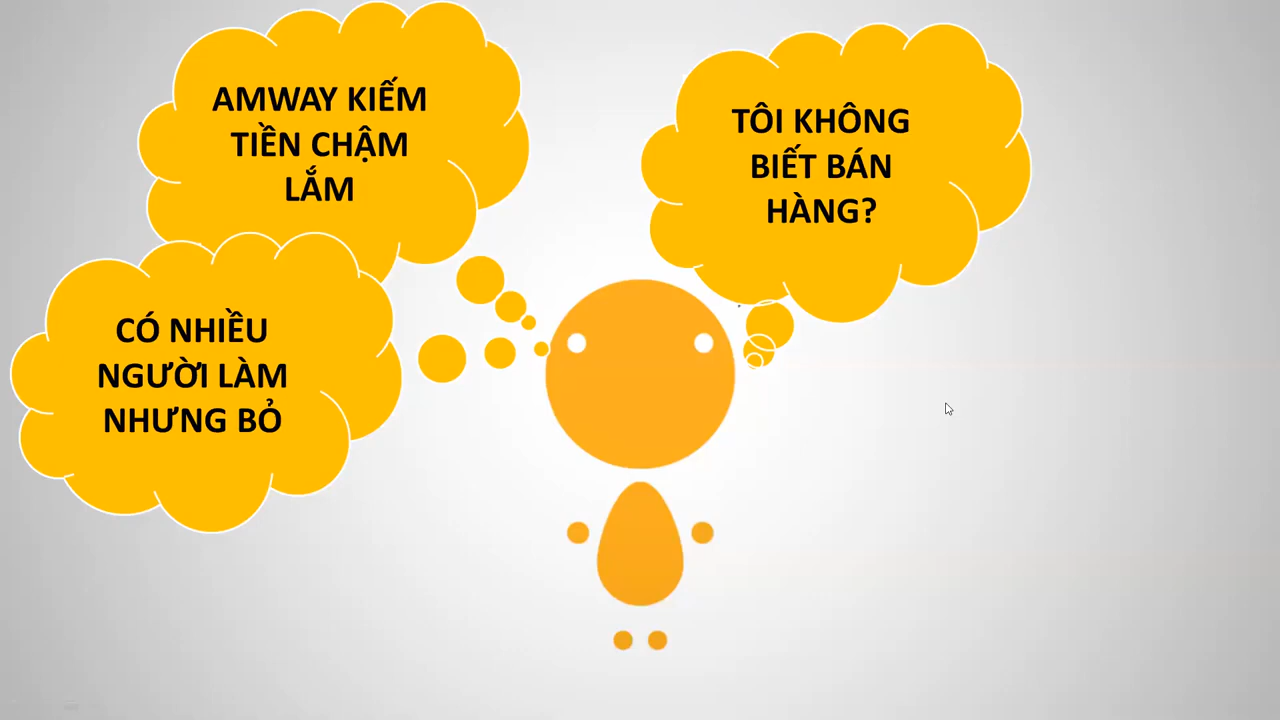 AMWAY KIẾM
TIỀN CHẬM
LẮM
TÔI KHÔNG
BIẾT BÁN
HÀNG?
CÓ NHIỀU
NGƯỜI LÀM
NHƯNG BỎ